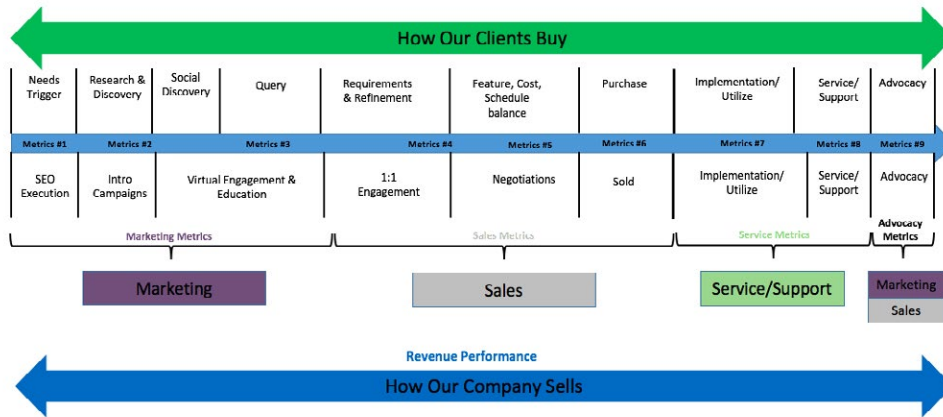 How Our Clients Buy
Needs
Trigger
Research &
Discovery
Social
Discovery
Query
Requirements
& Refinement
Feature, Cost,
Schedule
balance
Purchase
Implementation/
Utilize
Service/
Support
Advocacy
Metrics #1
Metrics #2
Metrics #3
Metrics #4
Metrics #5
Metrics #6
Metrics #7
Metrics #8
Metrics #9
SEO
Execution
Intro
Campaigns
Virtual Engagement &
Education
1:1
Engagement
Negotiations
Sold
Implementation/
Utilize
Service/
Support
Advocacy
Marketing Metrics
Sales Metrics
Service Metrics
Advocacy
Metrics
Marketing
Sales
Service/Support
Marketing
Sales
Revenue Performance
How Our Company Sells